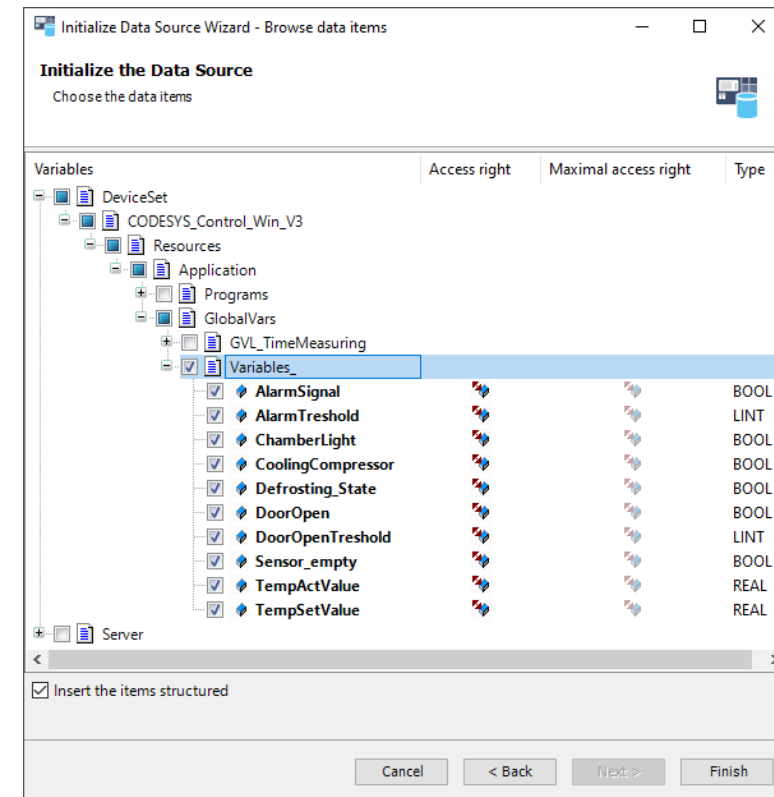 Initialize Data Source Wizard - Browse data items
Initialize the Data Source
Choose the data items
Variables Access right Maximal access right Type
DeviceSet
CODESYS_Control_Win_V3
Resources
Application
Programs
GlobalVars
GVL_TimeMeasuring
Variables_
AlarmSignal BOOL
AlarmTreshold LINT
ChamberLight BOOL
CoolingCompressor BOOL
Defrosting_State BOOL
DoorOpen BOOL
DoorOpenTreshold LINT
Sensor_empty BOOL
TempActValue REAL
TempSetValue REAL
Server
Insert the items structured
Cancel < Back Next > Finish